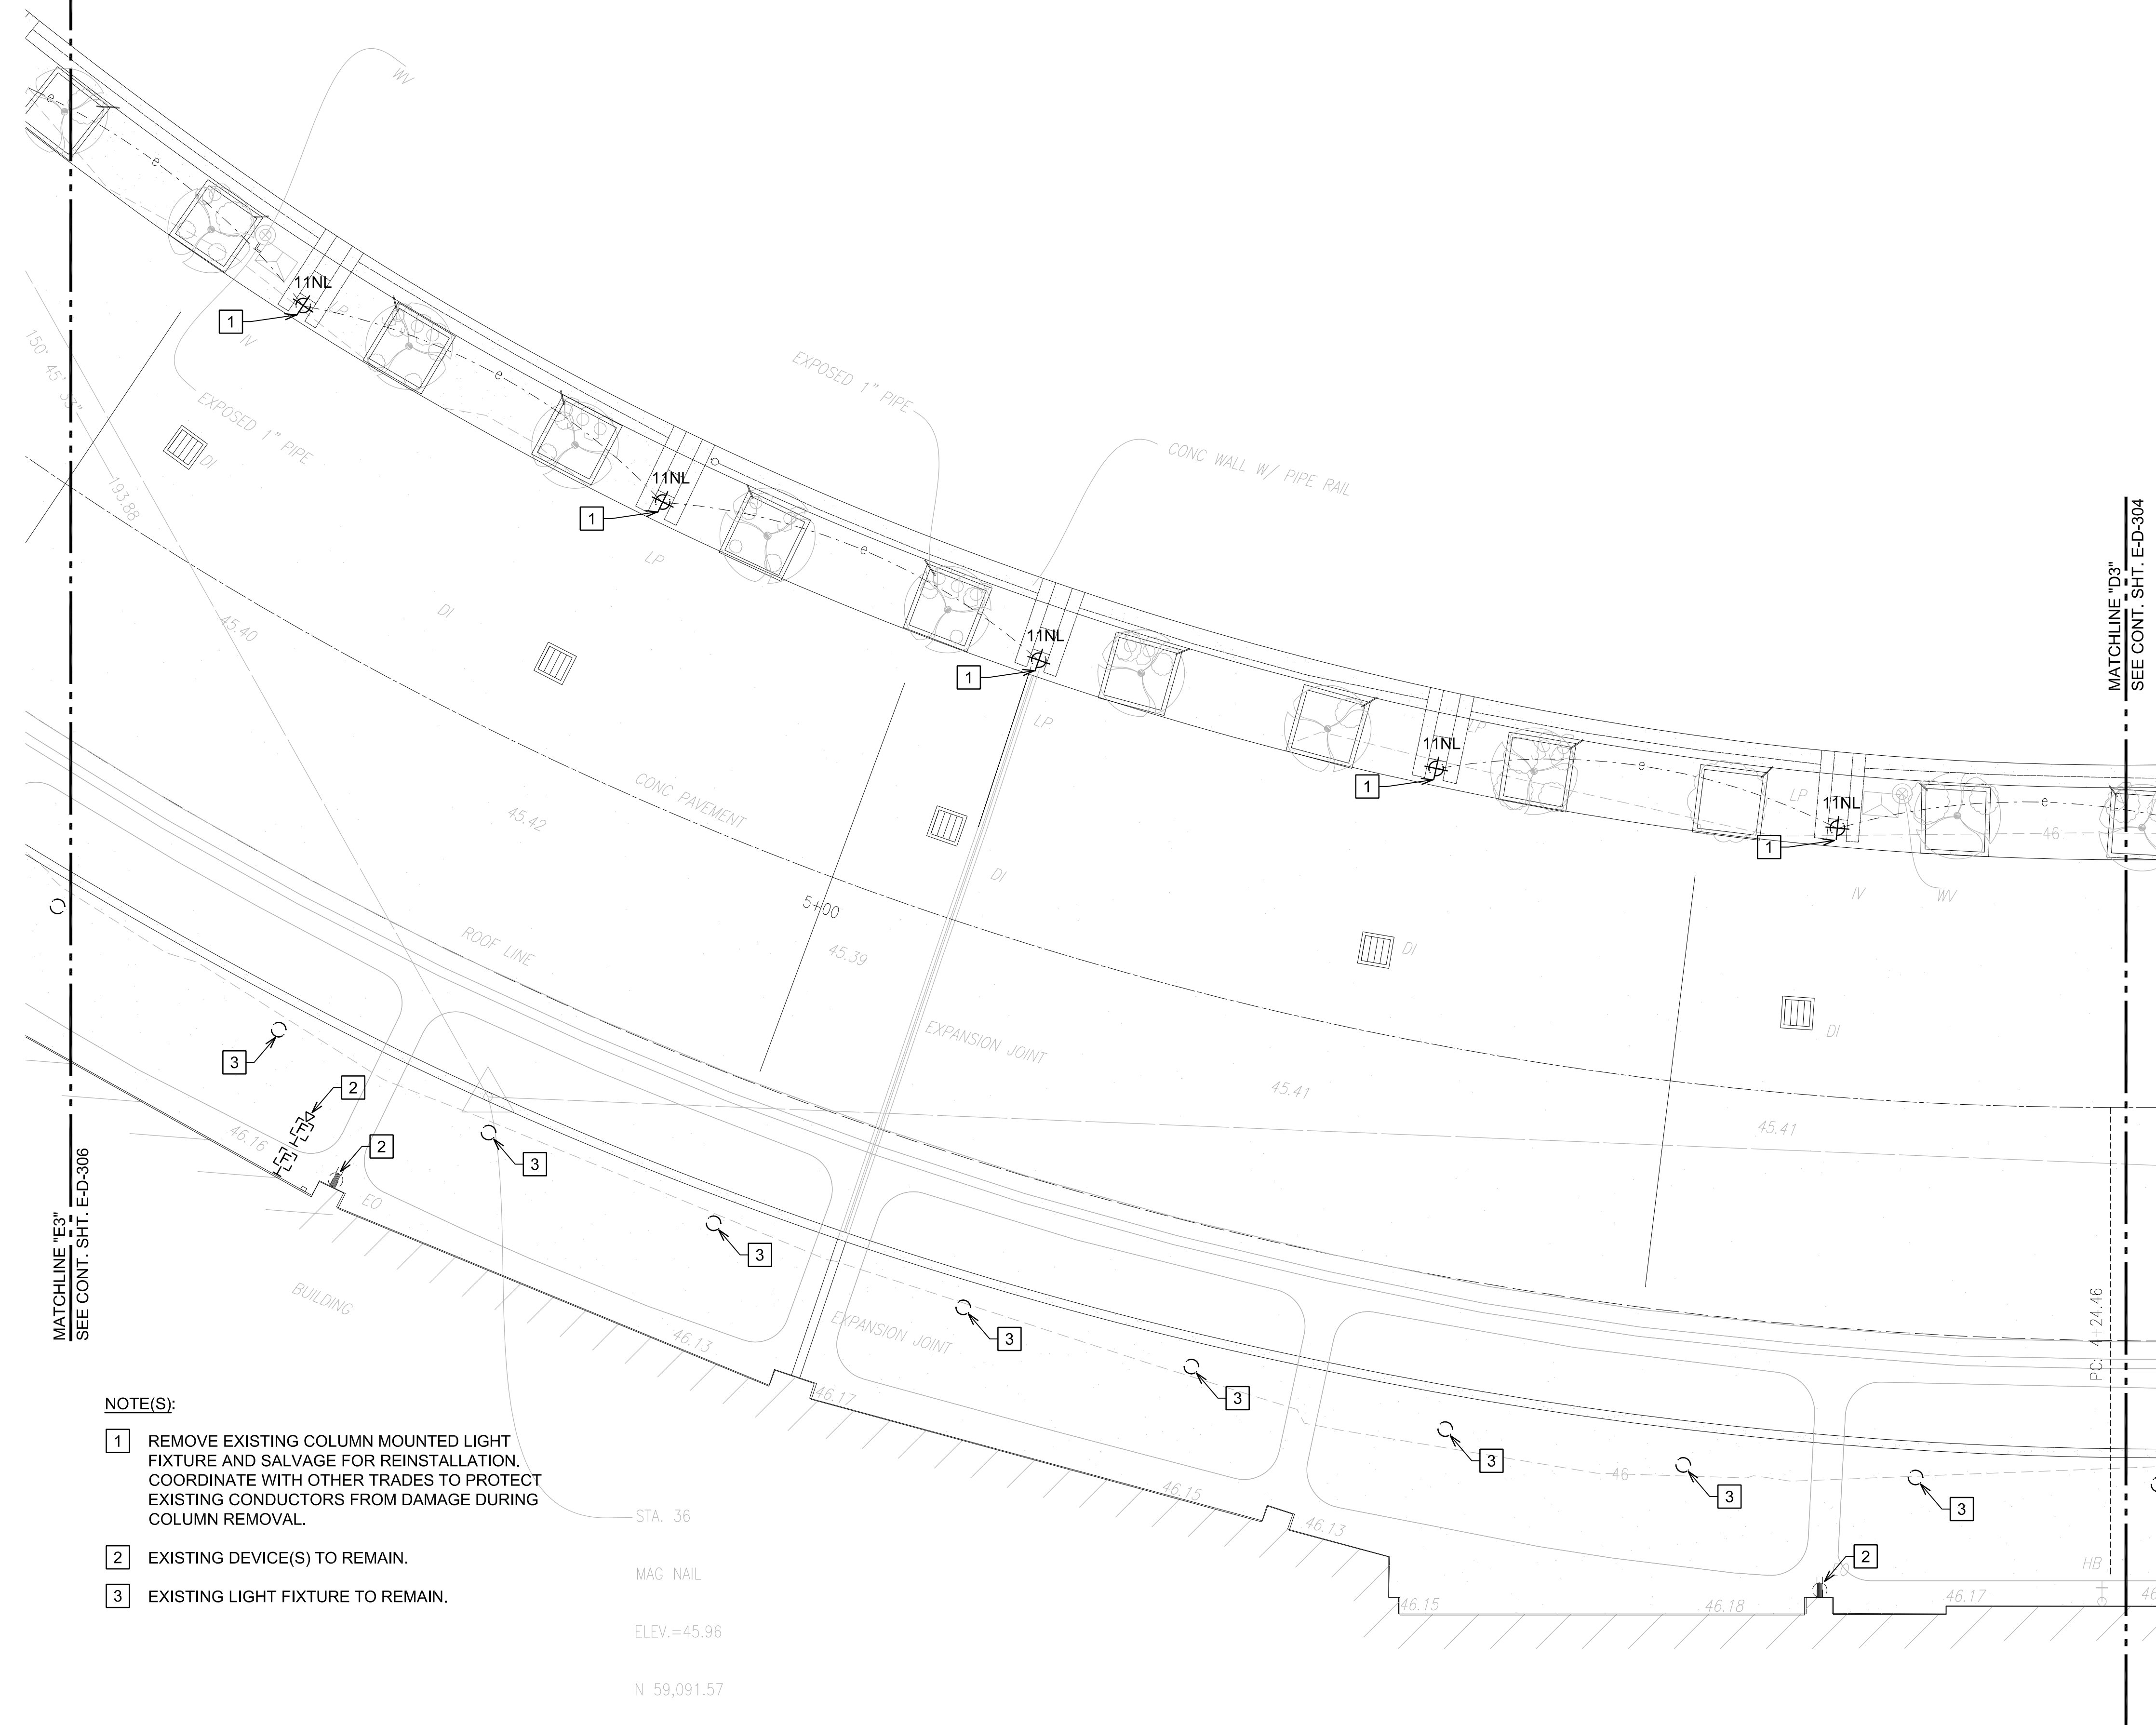 WV
e
e
11NL
1
LP
IV
150° 45'
EXPOSED 1" PIPE
193.88
DI
e
EXPOSED 1" PIPE
CONC WALL W/ PIPE RAIL
11NL
1
LP
e
DI
45.40
11NL
1
LP
MATCHLINE "D3"
SEE CONT. SHT. E-D-304
11NL
1
LP
e
LP
11NL
1
e
46
IV
WV
CONC PAVEMENT
45.42
DI
5+00
45.39
ROOF LINE
DI
DI
EXPANSION JOINT
45.41
45.41
3
2
F
F
46.16
2
EO
3
3
3
3
3
3
3
46
BUILDING
46.13
EXPANSION JOINT
46.17
46.15
46.13
46.15
46.18
2
46.17
HB
46
PC: 4+24.46
MATCHLINE "E3"
SEE CONT. SHT. E-D-306
NOTE(S):
1 REMOVE EXISTING COLUMN MOUNTED LIGHT
FIXTURE AND SALVAGE FOR REINSTALLATION.
COORDINATE WITH OTHER TRADES TO PROTECT
EXISTING CONDUCTORS FROM DAMAGE DURING
COLUMN REMOVAL.
2 EXISTING DEVICE(S) TO REMAIN.
3 EXISTING LIGHT FIXTURE TO REMAIN.
STA. 36
MAG NAIL
ELEV.=45.96
N 59,091.57